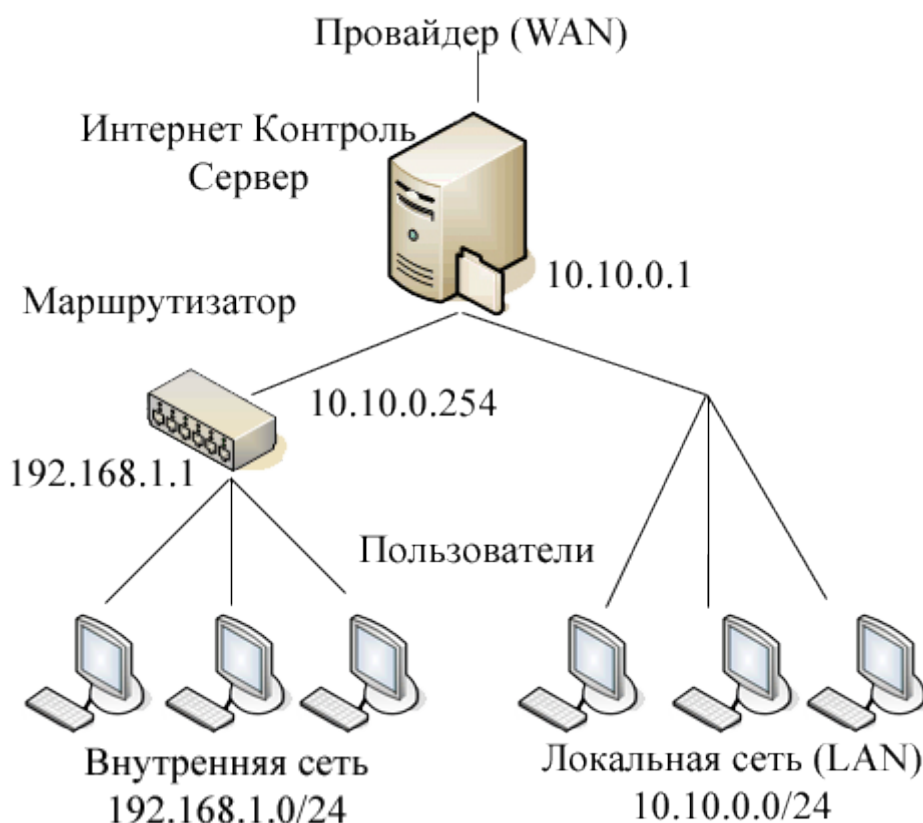 Провайдер (WAN)
Интернет Контроль
Сервер
10.10.0.1
Маршрутизатор
10.10.0.254
192.168.1.1
Пользователи
Внутренняя сеть
192.168.1.0/24
Локальная сеть (LAN)
10.10.0.0/24